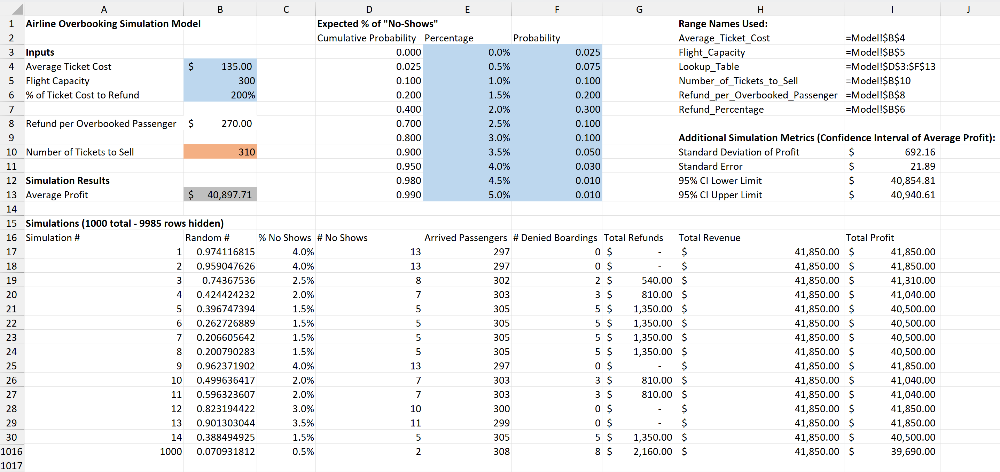 A B C D E F G H I J
1 Airline Overbooking Simulation Model Expected % of "No-Shows" Range Names Used:
2 Cumulative Probability Percentage Probability Average_Ticket_Cost =Model!$B$4
3 Inputs 0.000 0.0% 0.025 Flight_Capacity =Model!$B$5
4 Average Ticket Cost $ 135.00 0.025 0.5% 0.075 Lookup_Table =Model!$D$3:$F$13
5 Flight Capacity 300 0.100 1.0% 0.100 Number_of_Tickets_to_Sell =Model!$B$10
6 % of Ticket Cost to Refund 200% 0.200 1.5% 0.200 Refund_per_Overbooked_Passenger =Model!$B$8
7 0.400 2.0% 0.300 Refund_Percentage =Model!$B$6
8 Refund per Overbooked Passenger $ 270.00 0.700 2.5% 0.100
9 0.800 3.0% 0.100 Additional Simulation Metrics (Confidence Interval of Average Profit):
10 Number of Tickets to Sell 310 0.900 3.5% 0.050 Standard Deviation of Profit $ 692.16
11 0.950 4.0% 0.030 Standard Error $ 21.89
12 Simulation Results 0.980 4.5% 0.010 95% CI Lower Limit $ 40,854.81
13 Average Profit $ 40,897.71 0.990 5.0% 0.010 95% CI Upper Limit $ 40,940.61
14
15 Simulations (1000 total - 9985 rows hidden)
16 Simulation # Random # % No Shows # No Shows Arrived Passengers # Denied Boardings Total Refunds Total Revenue Total Profit
17 1 0.974116815 4.0% 13 297 0 $ - $ 41,850.00 $ 41,850.00
18 2 0.959047626 4.0% 13 297 0 $ - $ 41,850.00 $ 41,850.00
19 3 0.74367536 2.5% 8 302 2 $ 540.00 $ 41,850.00 $ 41,310.00
20 4 0.424424232 2.0% 7 303 3 $ 810.00 $ 41,850.00 $ 41,040.00
21 5 0.396747394 1.5% 5 305 5 $ 1,350.00 $ 41,850.00 $ 40,500.00
22 6 0.262726889 1.5% 5 305 5 $ 1,350.00 $ 41,850.00 $ 40,500.00
23 7 0.206605642 1.5% 5 305 5 $ 1,350.00 $ 41,850.00 $ 40,500.00
24 8 0.200790283 1.5% 5 305 5 $ 1,350.00 $ 41,850.00 $ 40,500.00
25 9 0.962371902 4.0% 13 297 0 $ - $ 41,850.00 $ 41,850.00
26 10 0.499636417 2.0% 7 303 3 $ 810.00 $ 41,850.00 $ 41,040.00
27 11 0.596323607 2.0% 7 303 3 $ 810.00 $ 41,850.00 $ 41,040.00
28 12 0.823194422 3.0% 10 300 0 $ - $ 41,850.00 $ 41,850.00
29 13 0.901303044 3.5% 11 299 0 $ - $ 41,850.00 $ 41,850.00
30 14 0.388494925 1.5% 5 305 5 $ 1,350.00 $ 41,850.00 $ 40,500.00
1016 1000 0.070931812 0.5% 2 308 8 $ 2,160.00 $ 41,850.00 $ 39,690.00
1017